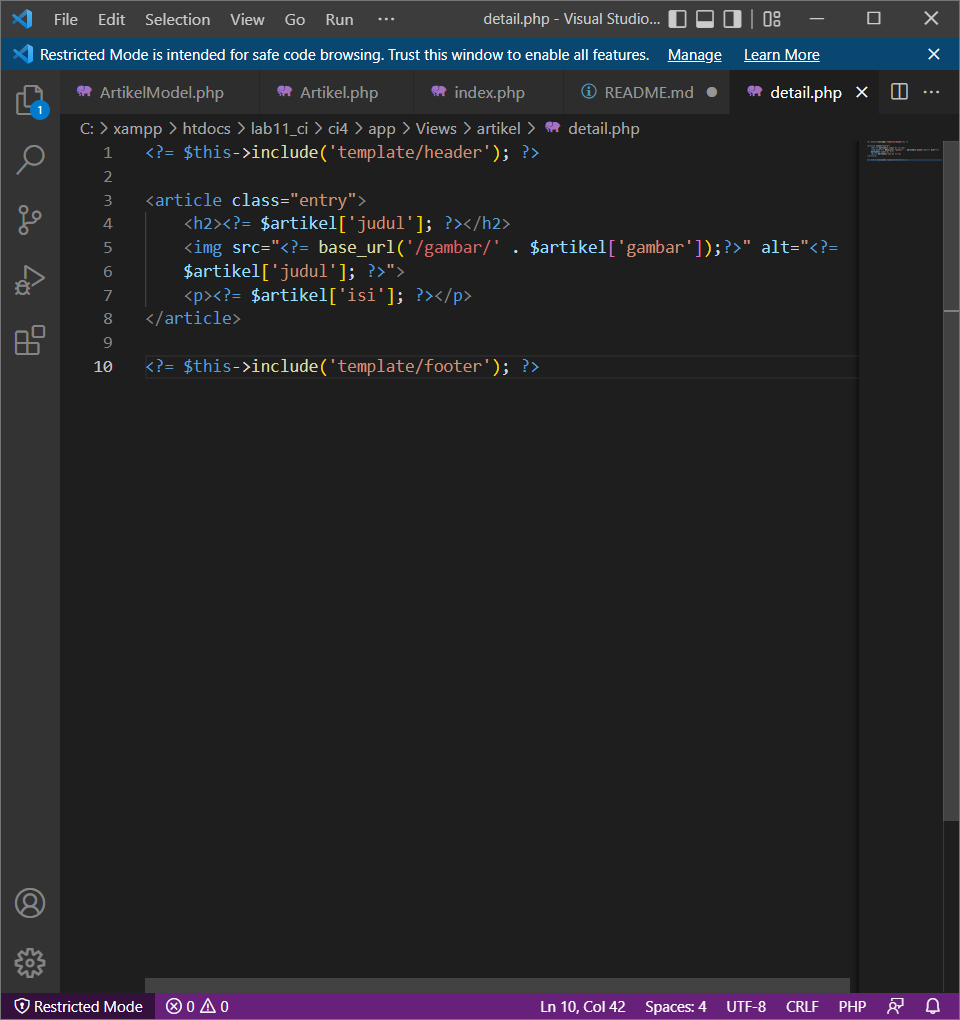 File Edit Selection View Go Run ··· detail.php - Visual Studio...
Restricted Mode is intended for safe code browsing. Trust this window to enable all features. Manage Learn More
1
ArtikelModel.php Artikel.php index.php README.md detail.php
C: > xampp > htdocs > lab11_ci > ci4 > app > Views > artikel > detail.php
1 <?= $this->include('template/header'); ?>
2
3 <article class="entry">
4 <h2><?= $artikel['judul']; ?></h2>
5 <img src="<?= base_url('/gambar/' . $artikel['gambar']);?>" alt="<?=
6 $artikel['judul']; ?>">
7 <p><?= $artikel['isi']; ?></p>
8 </article>
9
10 <?= $this->include('template/footer'); ?>
Restricted Mode 0 0 Ln 10, Col 42 Spaces: 4 UTF-8 CRLF PHP